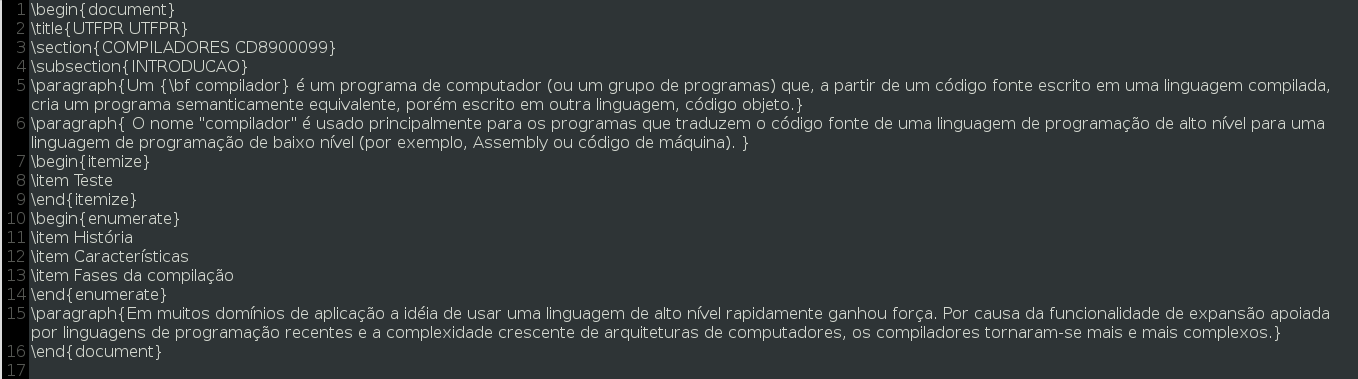 1 \begin{document}
2 \title{UTFPR UTFPR}
3 \section{COMPILADORES CD8900099}
4 \subsection{INTRODUCAO}
5 \paragraph{Um {\bf compilador} é um programa de computador (ou um grupo de programas) que, a partir de um código fonte escrito em uma linguagem compilada,
cria um programa semanticamente equivalente, porém escrito em outra linguagem, código objeto.}
6 \paragraph{ O nome "compilador" é usado principalmente para os programas que traduzem o código fonte de uma linguagem de programação de alto nível para uma
linguagem de programação de baixo nível (por exemplo, Assembly ou código de máquina). }
7 \begin{itemize}
8 \item Teste
9 \end{itemize}
10 \begin{enumerate}
11 \item História
12 \item Características
13 \item Fases da compilação
14 \end{enumerate}
15 \paragraph{Em muitos domínios de aplicação a idéia de usar uma linguagem de alto nível rapidamente ganhou força. Por causa da funcionalidade de expansão apoiada
por linguagens de programação recentes e a complexidade crescente de arquiteturas de computadores, os compiladores tornaram-se mais e mais complexos.}
16 \end{document}
17